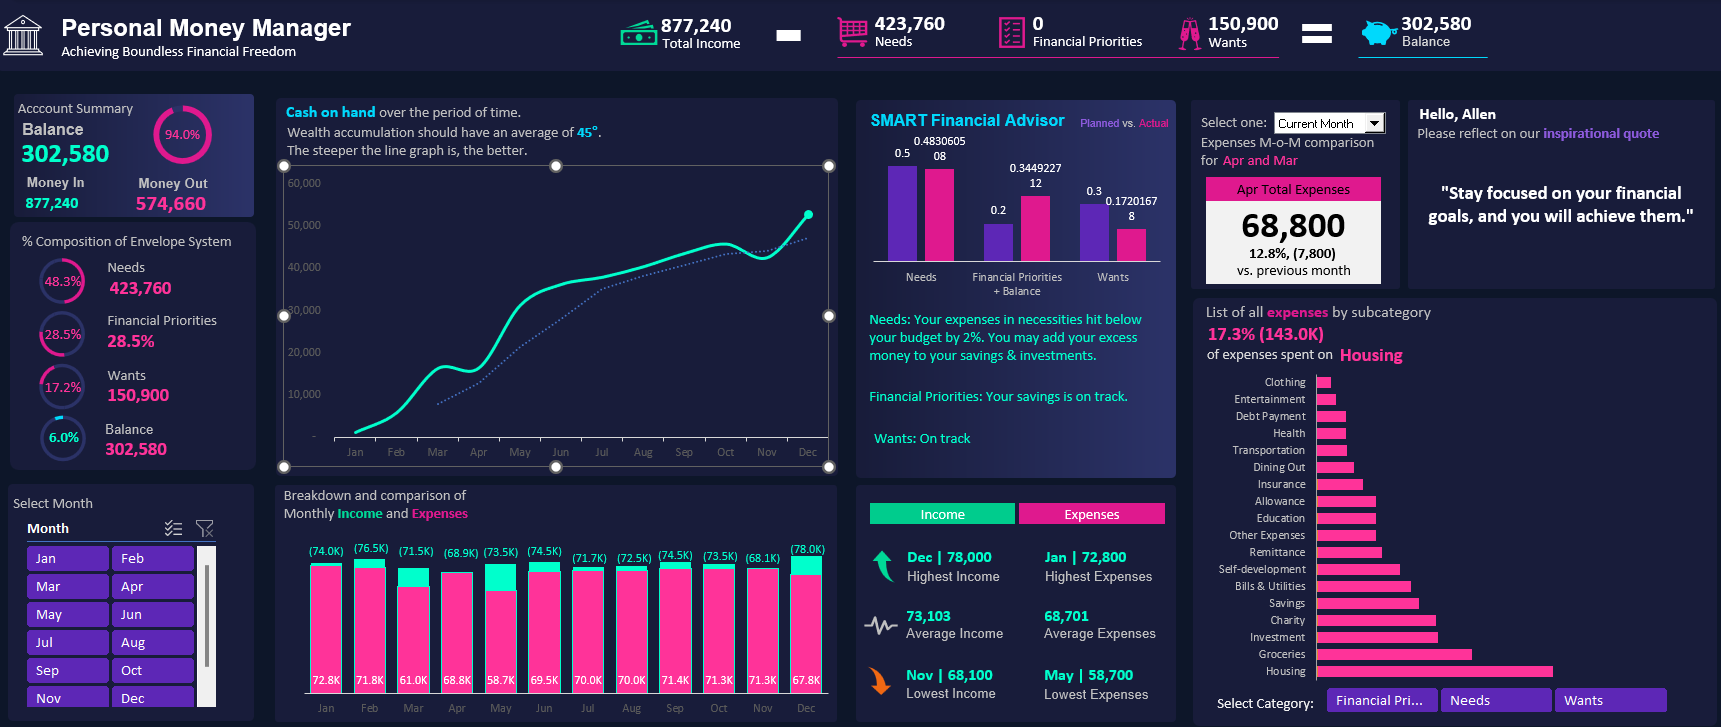 Personal Money Manager
Achieving Boundless Financial Freedom
877,240
Total Income
423,760
Needs
0
Financial Priorities
150,900
Wants
302,580
Balance
Acccount Summary
Balance
302,580
94.0%
Money In
877,240
Money Out
574,660
% Composition of Envelope System
48.3%
Needs
423,760
28.5%
Financial Priorities
28.5%
17.2%
Wants
150,900
6.0%
Balance
302,580
Select Month
Month
Jan
Feb
Mar
Apr
May
Jun
Jul
Aug
Sep
Oct
Nov
Dec
Cash on hand over the period of time.
Wealth accumulation should have an average of 45°.
The steeper the line graph is, the better.
60,000
50,000
40,000
30,000
20,000
10,000
-
Jan Feb Mar Apr May Jun Jul Aug Sep Oct Nov Dec
Breakdown and comparison of
Monthly Income and Expenses
(74.0K) (76.5K) (71.5K) (68.9K) (73.5K) (74.5K) (71.7K) (72.5K) (74.5K) (73.5K) (68.1K) (78.0K)
72.8K 71.8K 61.0K 68.8K 58.7K 69.5K 70.0K 70.0K 71.4K 71.3K 71.3K 67.8K
Jan Feb Mar Apr May Jun Jul Aug Sep Oct Nov Dec
SMART Financial Advisor
Planned vs. Actual
0.5
0.4830605
08
0.2
0.3449227
12
0.3
0.1720167
8
Needs
Financial Priorities
+ Balance
Wants
Needs: Your expenses in necessities hit below
your budget by 2%. You may add your excess
money to your savings & investments.
Financial Priorities: Your savings is on track.
Wants: On track
Income
Expenses
Dec | 78,000
Highest Income
Jan | 72,800
Highest Expenses
73,103
Average Income
68,701
Average Expenses
Nov | 68,100
Lowest Income
May | 58,700
Lowest Expenses
Select one:
Current Month
Expenses M-o-M comparison
for Apr and Mar
Apr Total Expenses
68,800
12.8%, (7,800)
vs. previous month
Hello, Allen
Please reflect on our inspirational quote
"Stay focused on your financial
goals, and you will achieve them."
List of all expenses by subcategory
17.3% (143.0K)
of expenses spent on Housing
Clothing
Entertainment
Debt Payment
Health
Transportation
Dining Out
Insurance
Allowance
Education
Other Expenses
Remittance
Self-development
Bills & Utilities
Savings
Charity
Investment
Groceries
Housing
Select Category:
Financial Pri...
Needs
Wants